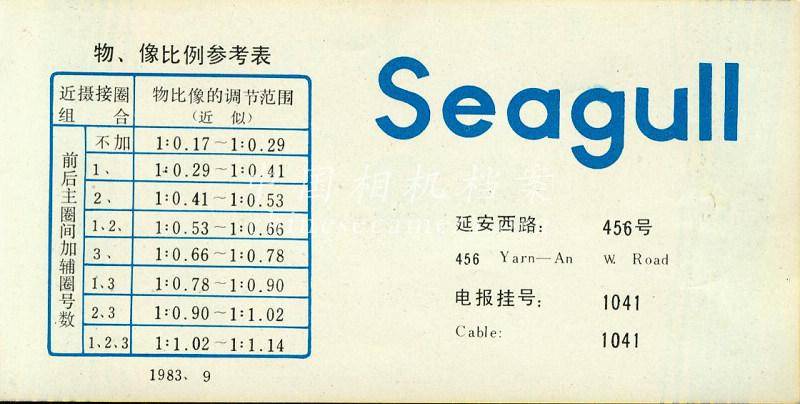 物、像比例参考表
近摄接圈 物比像的调节范围
组 合 (近 似)
前后主圈间加辅圈号数
不加 1:0.17～1:0.29
1、 1:0.29～1:0.41
2、 1:0.41～1:0.53
1、2、 1:0.53～1:0.66
3、 1:0.66～1:0.78
1、3 1:0.78～1:0.90
2、3 1:0.90～1:1.02
1、2、3 1:1.02～1:1.14
1983、9
Seagull
延安西路: 456号
456 Yarn—An W. Road
电报挂号: 1041
Cable: 1041
中国相机档案